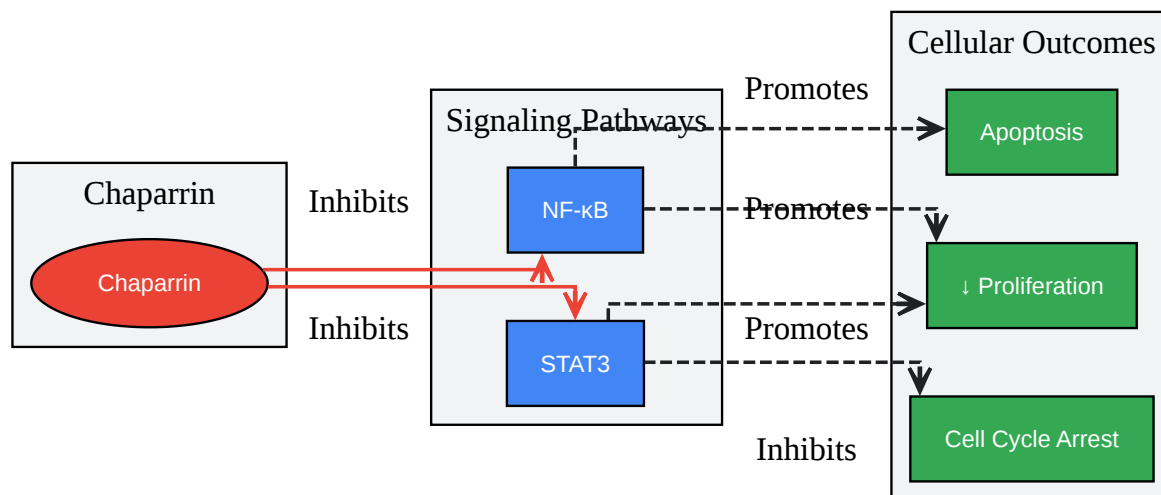 Chaparrin
Chaparrin
Inhibits
Inhibits
Signaling Pathways
NF-κB
STAT3
Promotes
Promotes
Promotes
Inhibits
Cellular Outcomes
Apoptosis
↓ Proliferation
Cell Cycle Arrest